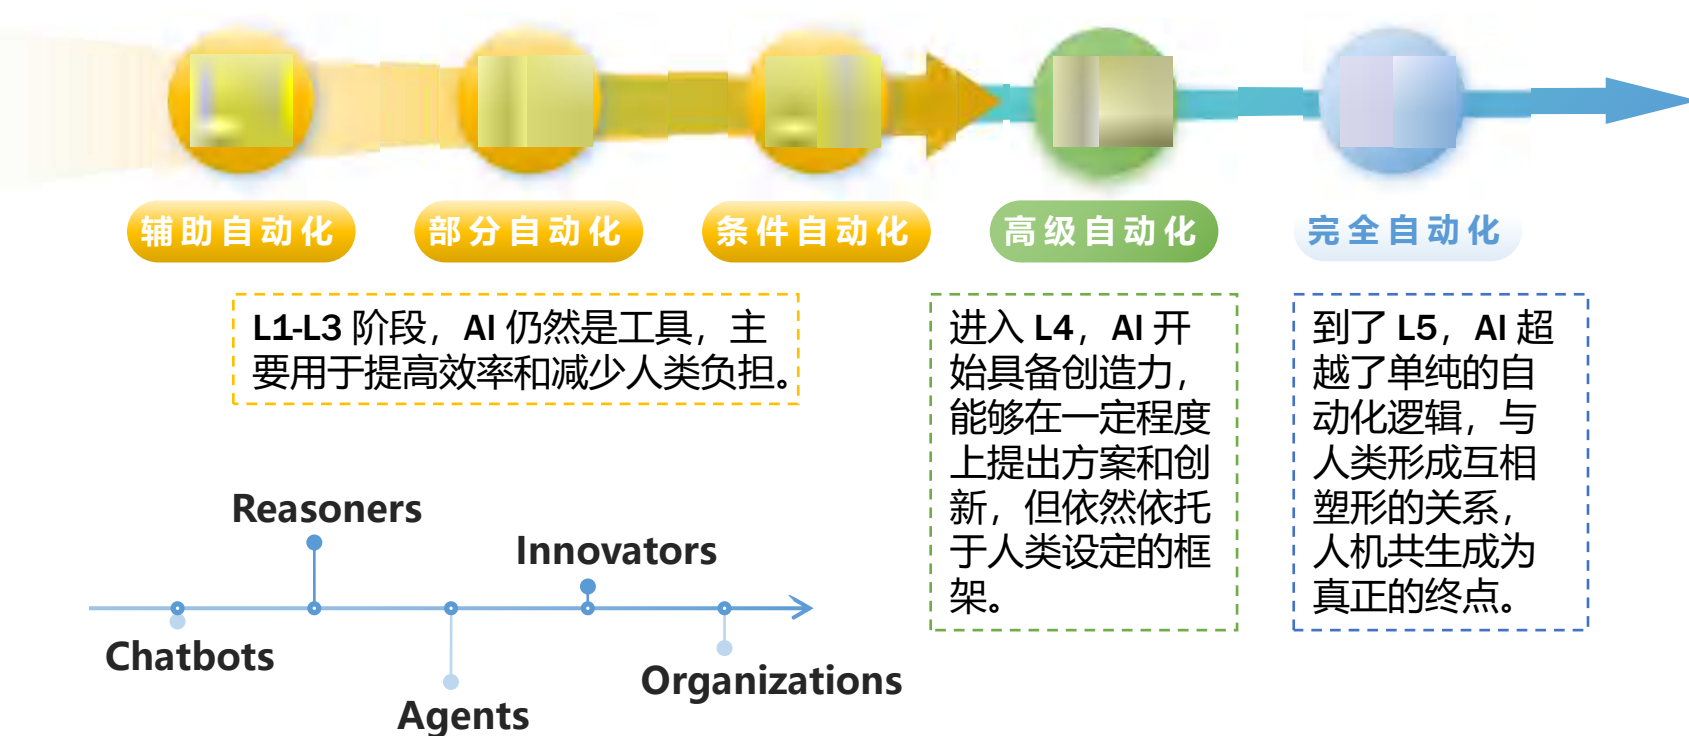 辅助自动化
部分自动化
条件自动化
高级自动化
完全自动化
L1-L3 阶段，AI 仍然是工具，主
要用于提高效率和减少人类负担。
进入 L4，AI 开
始具备创造力，
能够在一定程度
上提出方案和创
新，但依然依托
于人类设定的框
架。
到了 L5，AI 超
越了单纯的自
动化逻辑，与
人类形成互相
塑形的关系，
人机共生成为
真正的终点。
Reasoners
Innovators
Chatbots
Organizations
Agents